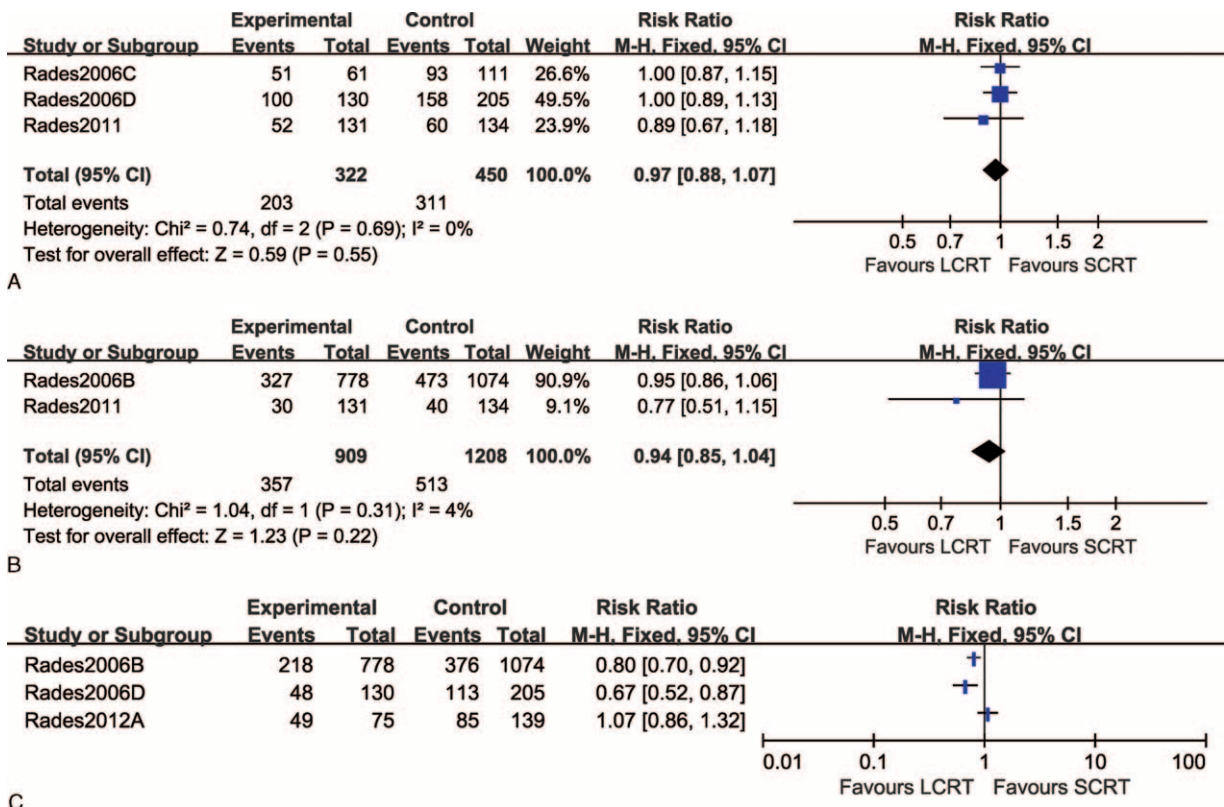 Experimental Control Risk Ratio Risk Ratio
Study or Subgroup Events Total Events Total Weight M-H. Fixed. 95% CI M-H. Fixed. 95% CI
Rades2006C 51 61 93 111 26.6% 1.00 [0.87, 1.15]
Rades2006D 100 130 158 205 49.5% 1.00 [0.89, 1.13]
Rades2011 52 131 60 134 23.9% 0.89 [0.67, 1.18]
Total (95% CI) 322 450 100.0% 0.97 [0.88, 1.07]
Total events 203 311
Heterogeneity: Chi² = 0.74, df = 2 (P = 0.69); I² = 0%
0.5 0.7 1 1.5 2
Test for overall effect: Z = 0.59 (P = 0.55)
Favours LCRT Favours SCRT
A
Experimental Control Risk Ratio Risk Ratio
Study or Subgroup Events Total Events Total Weight M-H. Fixed. 95% CI M-H. Fixed. 95% CI
Rades2006B 327 778 473 1074 90.9% 0.95 [0.86, 1.06]
Rades2011 30 131 40 134 9.1% 0.77 [0.51, 1.15]
Total (95% CI) 909 1208 100.0% 0.94 [0.85, 1.04]
Total events 357 513
Heterogeneity: Chi² = 1.04, df = 1 (P = 0.31); I² = 4%
0.5 0.7 1 1.5 2
Test for overall effect: Z = 1.23 (P = 0.22)
Favours LCRT Favours SCRT
B
Experimental Control Risk Ratio Risk Ratio
Study or Subgroup Events Total Events Total M-H. Fixed. 95% CI M-H. Fixed. 95% CI
Rades2006B 218 778 376 1074 0.80 [0.70, 0.92]
Rades2006D 48 130 113 205 0.67 [0.52, 0.87]
Rades2012A 49 75 85 139 1.07 [0.86, 1.32]
0.01 0.1 1 10 100
Favours LCRT Favours SCRT
C